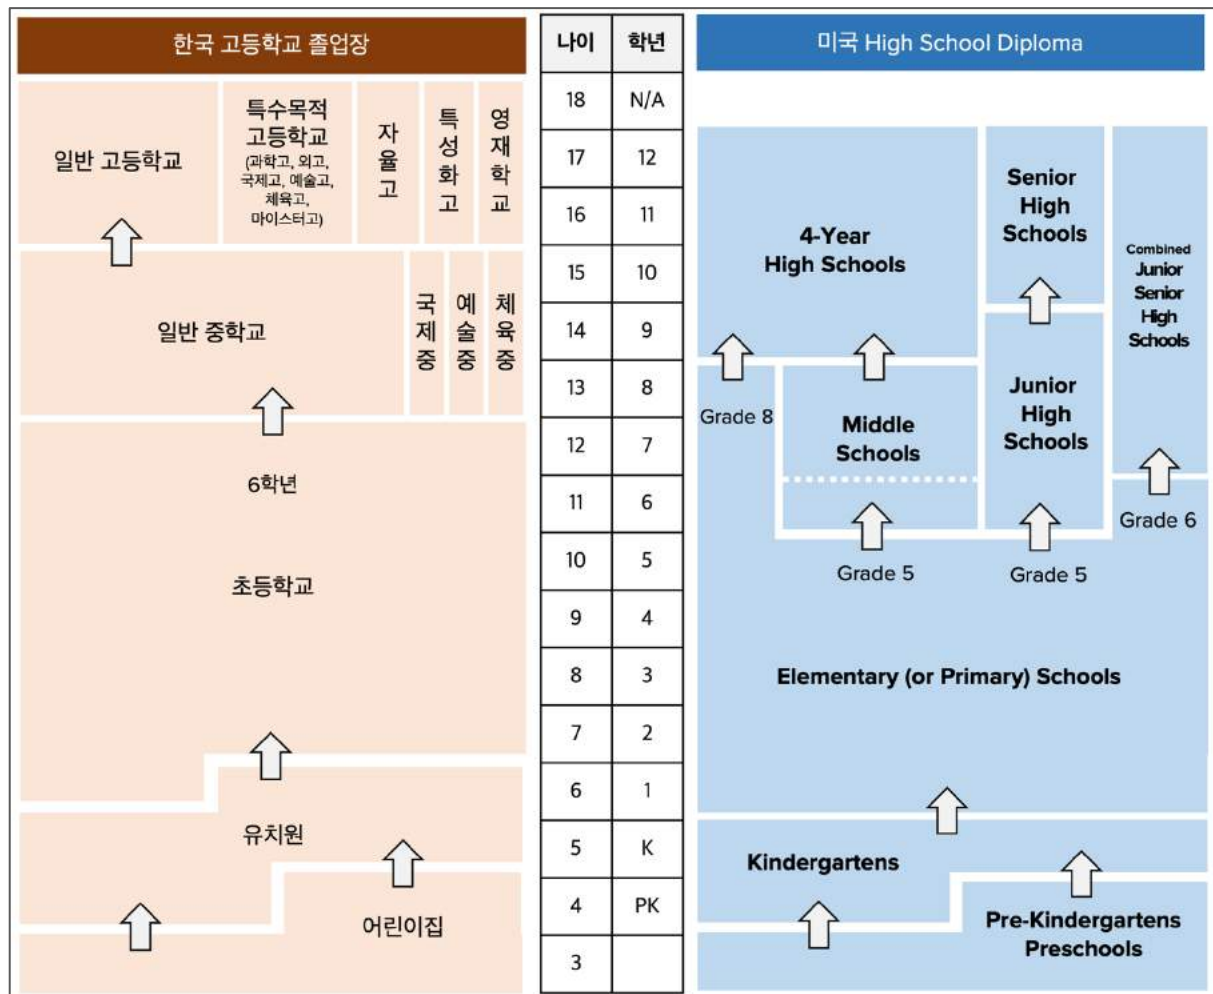 한국 고등학교 졸업장
일반 고등학교
특수목적
고등학교
(과학고, 외고,
국제고, 예술고,
체육고,
마이스터고)
자율고
특성화고
영재학교
일반 중학교
국제중
예술중
체육중
6학년
초등학교
유치원
어린이집
나이 학년
18 N/A
17 12
16 11
15 10
14 9
13 8
12 7
11 6
10 5
9 4
8 3
7 2
6 1
5 K
4 PK
3
미국 High School Diploma
4-Year
High Schools
Senior
High
Schools
Combined
Junior
Senior
High
Schools
Grade 8
Middle
Schools
Junior
High
Schools
Grade 6
Grade 5
Grade 5
Elementary (or Primary) Schools
Kindergartens
Pre-Kindergartens
Preschools